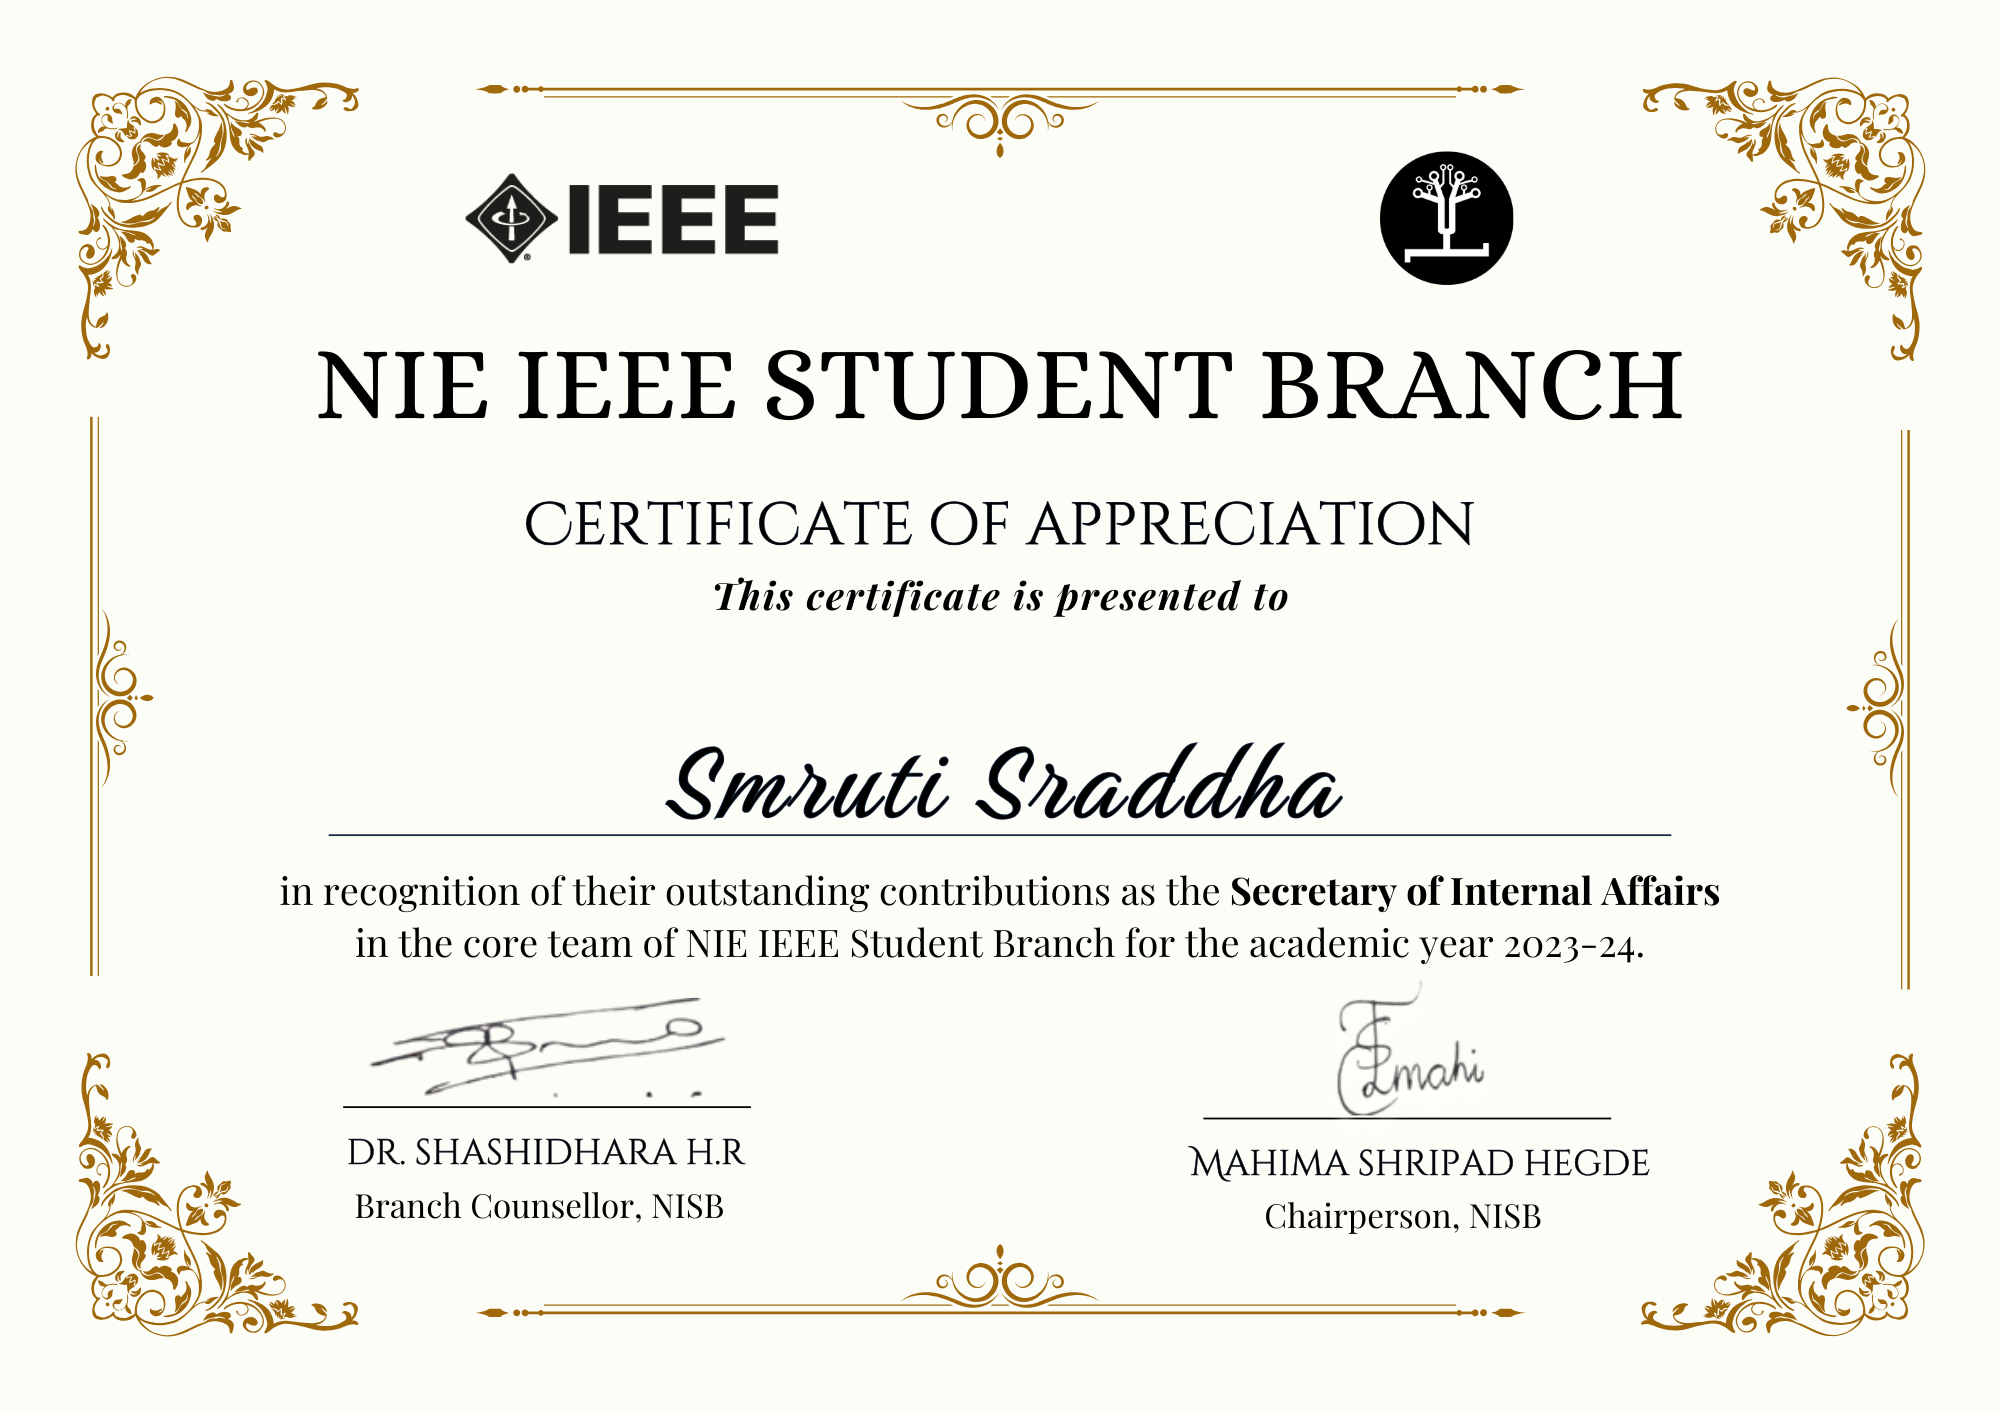 IEEE
NIE IEEE STUDENT BRANCH
CERTIFICATE OF APPRECIATION
This certificate is presented to
Smruti Sraddha
in recognition of their outstanding contributions as the Secretary of Internal Affairs
in the core team of NIE IEEE Student Branch for the academic year 2023-24.
mahi
DR. SHASHIDHARA H.R
MAHIMA SHRIPAD HEGDE
Branch Counsellor, NISB
Chairperson, NISB